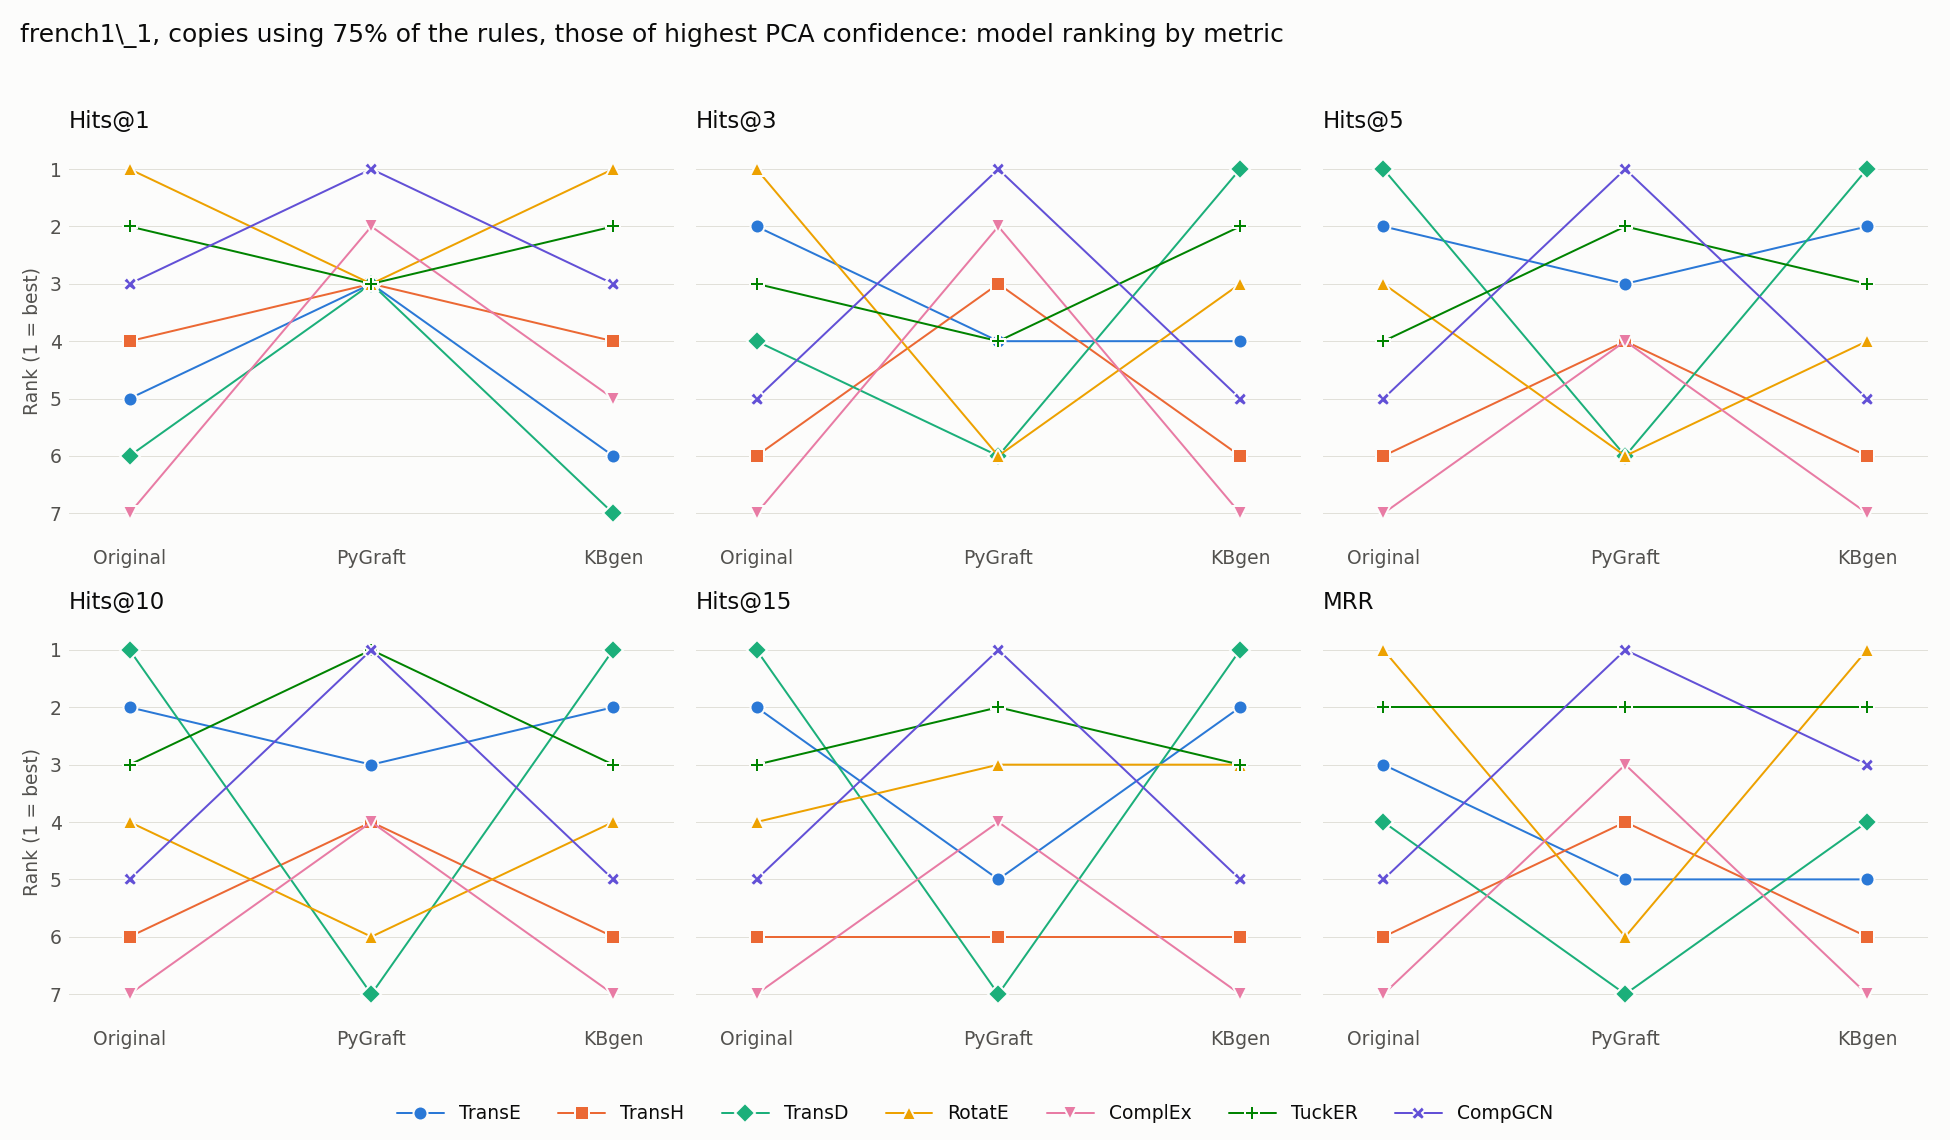 french1\_1, copies using 75% of the rules, those of highest PCA confidence: model ranking by metric
Hits@1
Hits@3
Hits@5
Rank (1 = best)
1
2
3
4
5
6
7
Original PyGraft KBgen
Original PyGraft KBgen
Original PyGraft KBgen
Hits@10
Hits@15
MRR
Rank (1 = best)
1
2
3
4
5
6
7
Original PyGraft KBgen
Original PyGraft KBgen
Original PyGraft KBgen
TransE TransH TransD RotatE ComplEx TuckER CompGCN